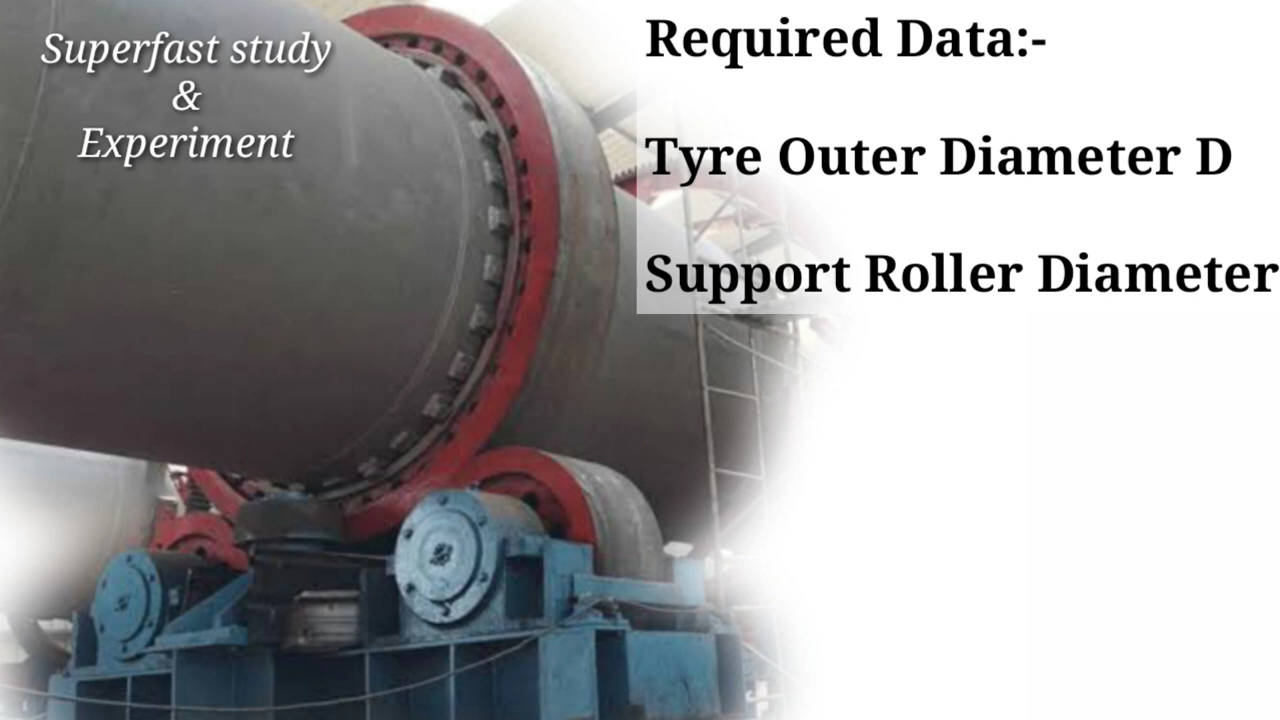 Superfast study
&
Experiment
Required Data:-
Tyre Outer Diameter D
Support Roller Diameter